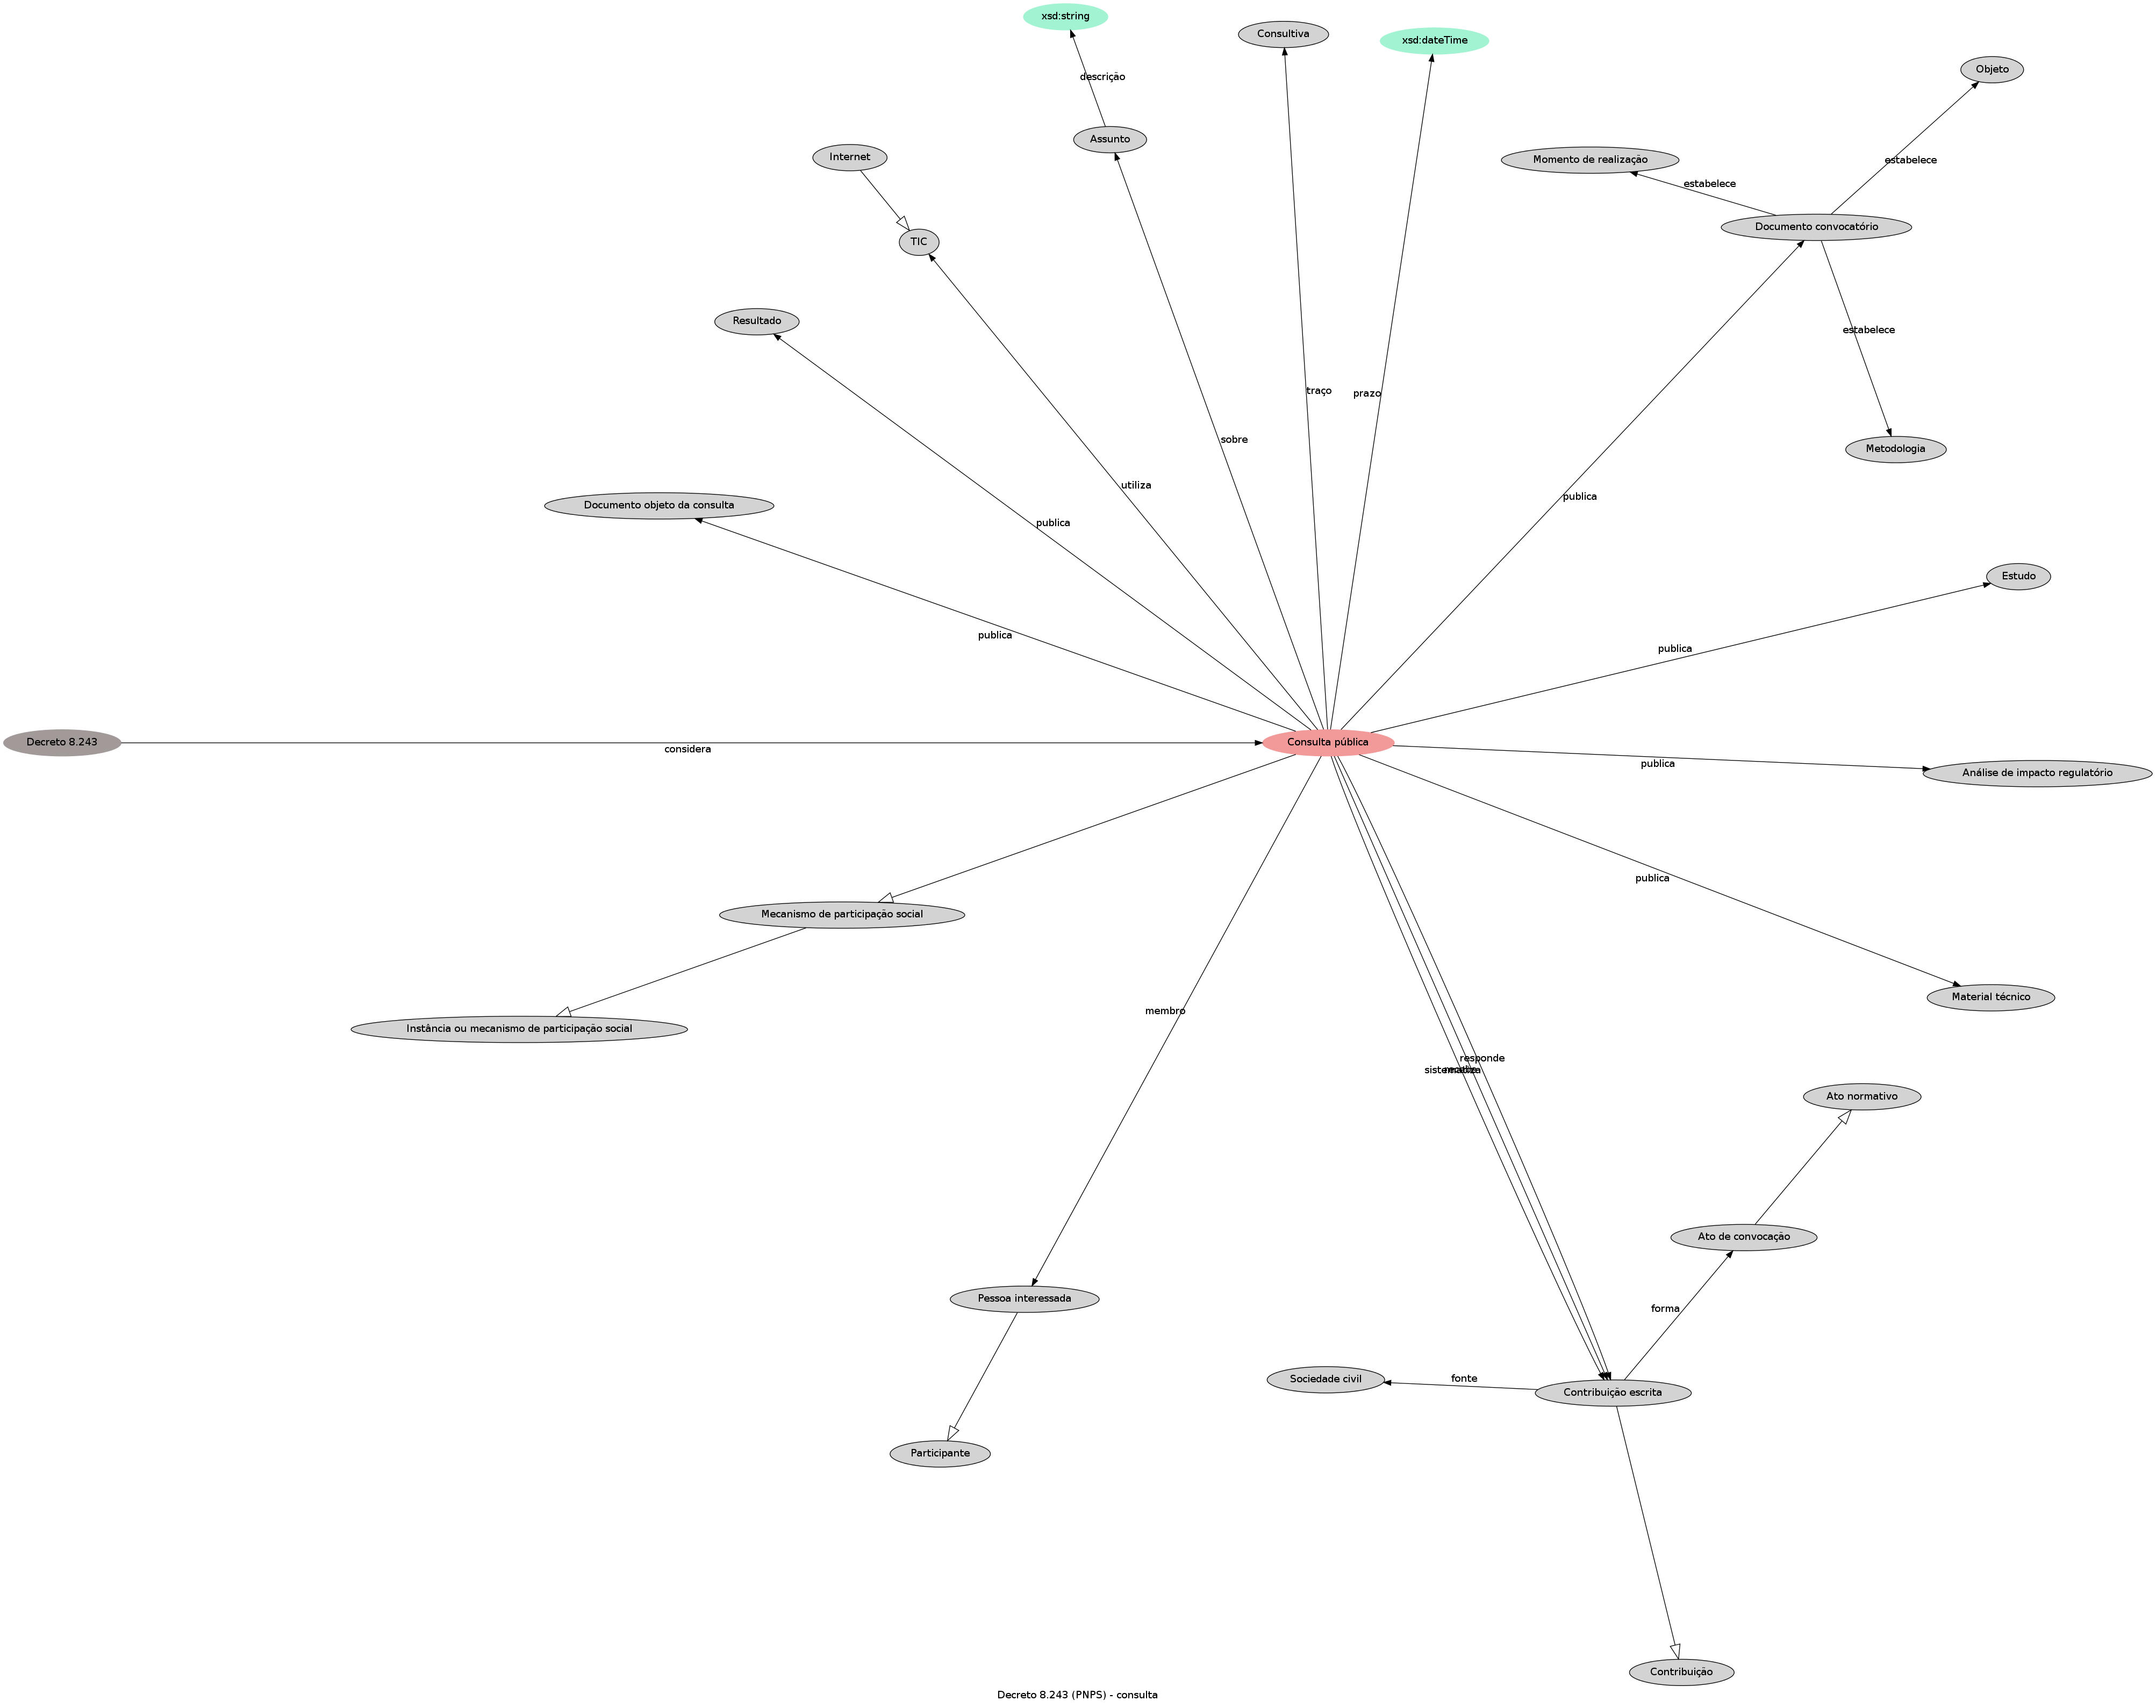 xsd:string
Consultiva
xsd:dateTime
Objeto
descrição
Assunto
Internet
Momento de realização
estabelece
estabelece
Documento convocatório
TIC
Resultado
estabelece
traço
prazo
sobre
Metodologia
utiliza
publica
Documento objeto da consulta
publica
Estudo
publica
publica
Decreto 8.243
considera
Consulta pública
publica
Análise de impacto regulatório
publica
Mecanismo de participação social
Material técnico
Instância ou mecanismo de participação social
membro
responde
Ato normativo
Ato de convocação
Pessoa interessada
forma
Sociedade civil
fonte
Contribuição escrita
Participante
Contribuição
Decreto 8.243 (PNPS) - consulta